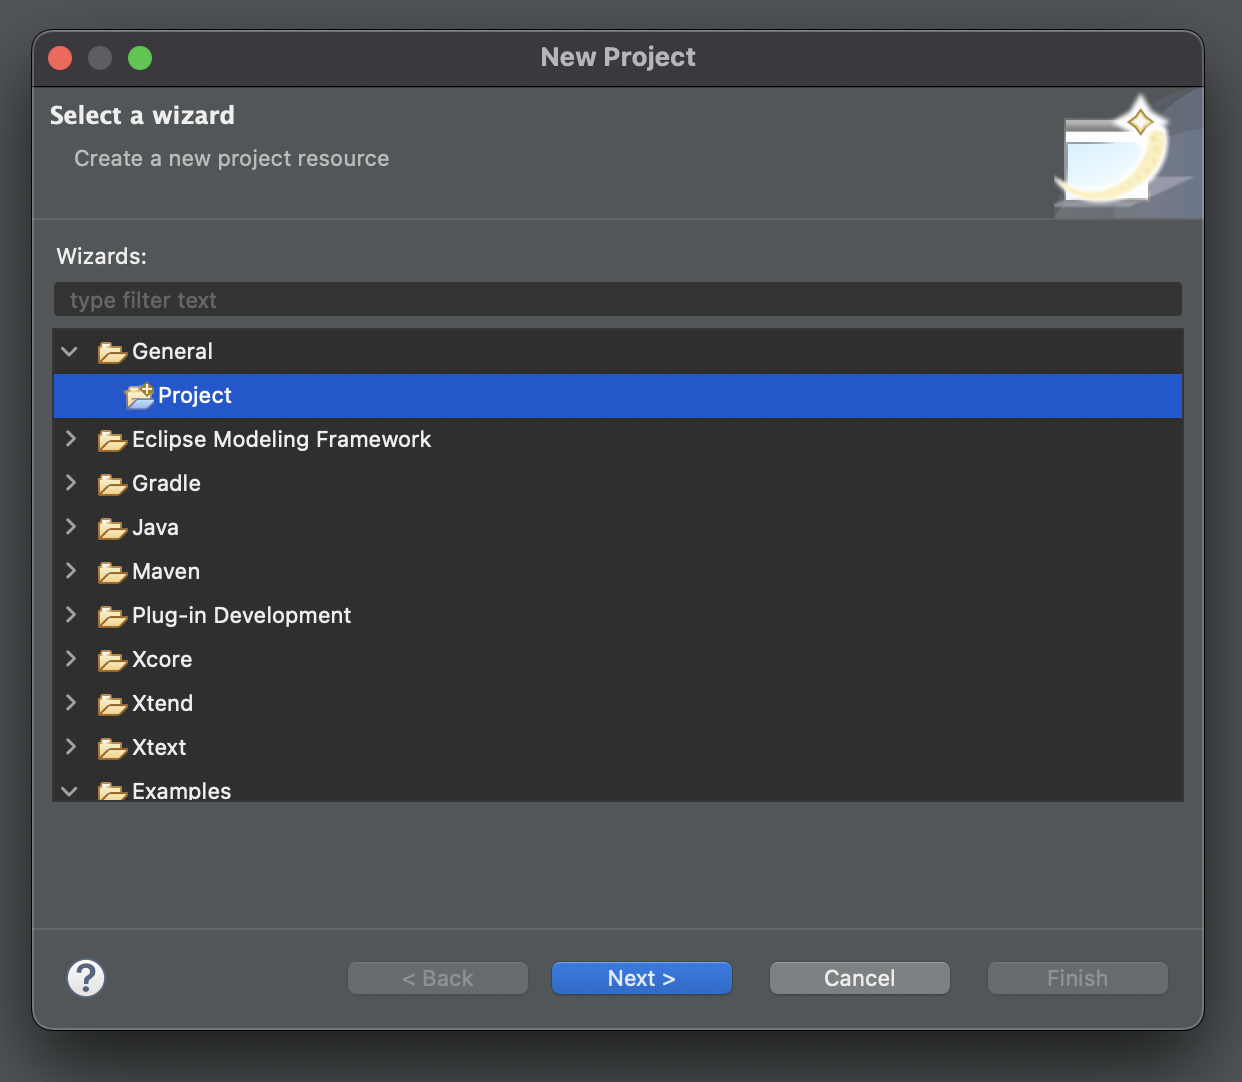 New Project
Select a wizard
Create a new project resource
Wizards:
type filter text
General
Project
Eclipse Modeling Framework
Gradle
Java
Maven
Plug-in Development
Xcore
Xtend
Xtext
Examples
?
< Back
Next >
Cancel
Finish